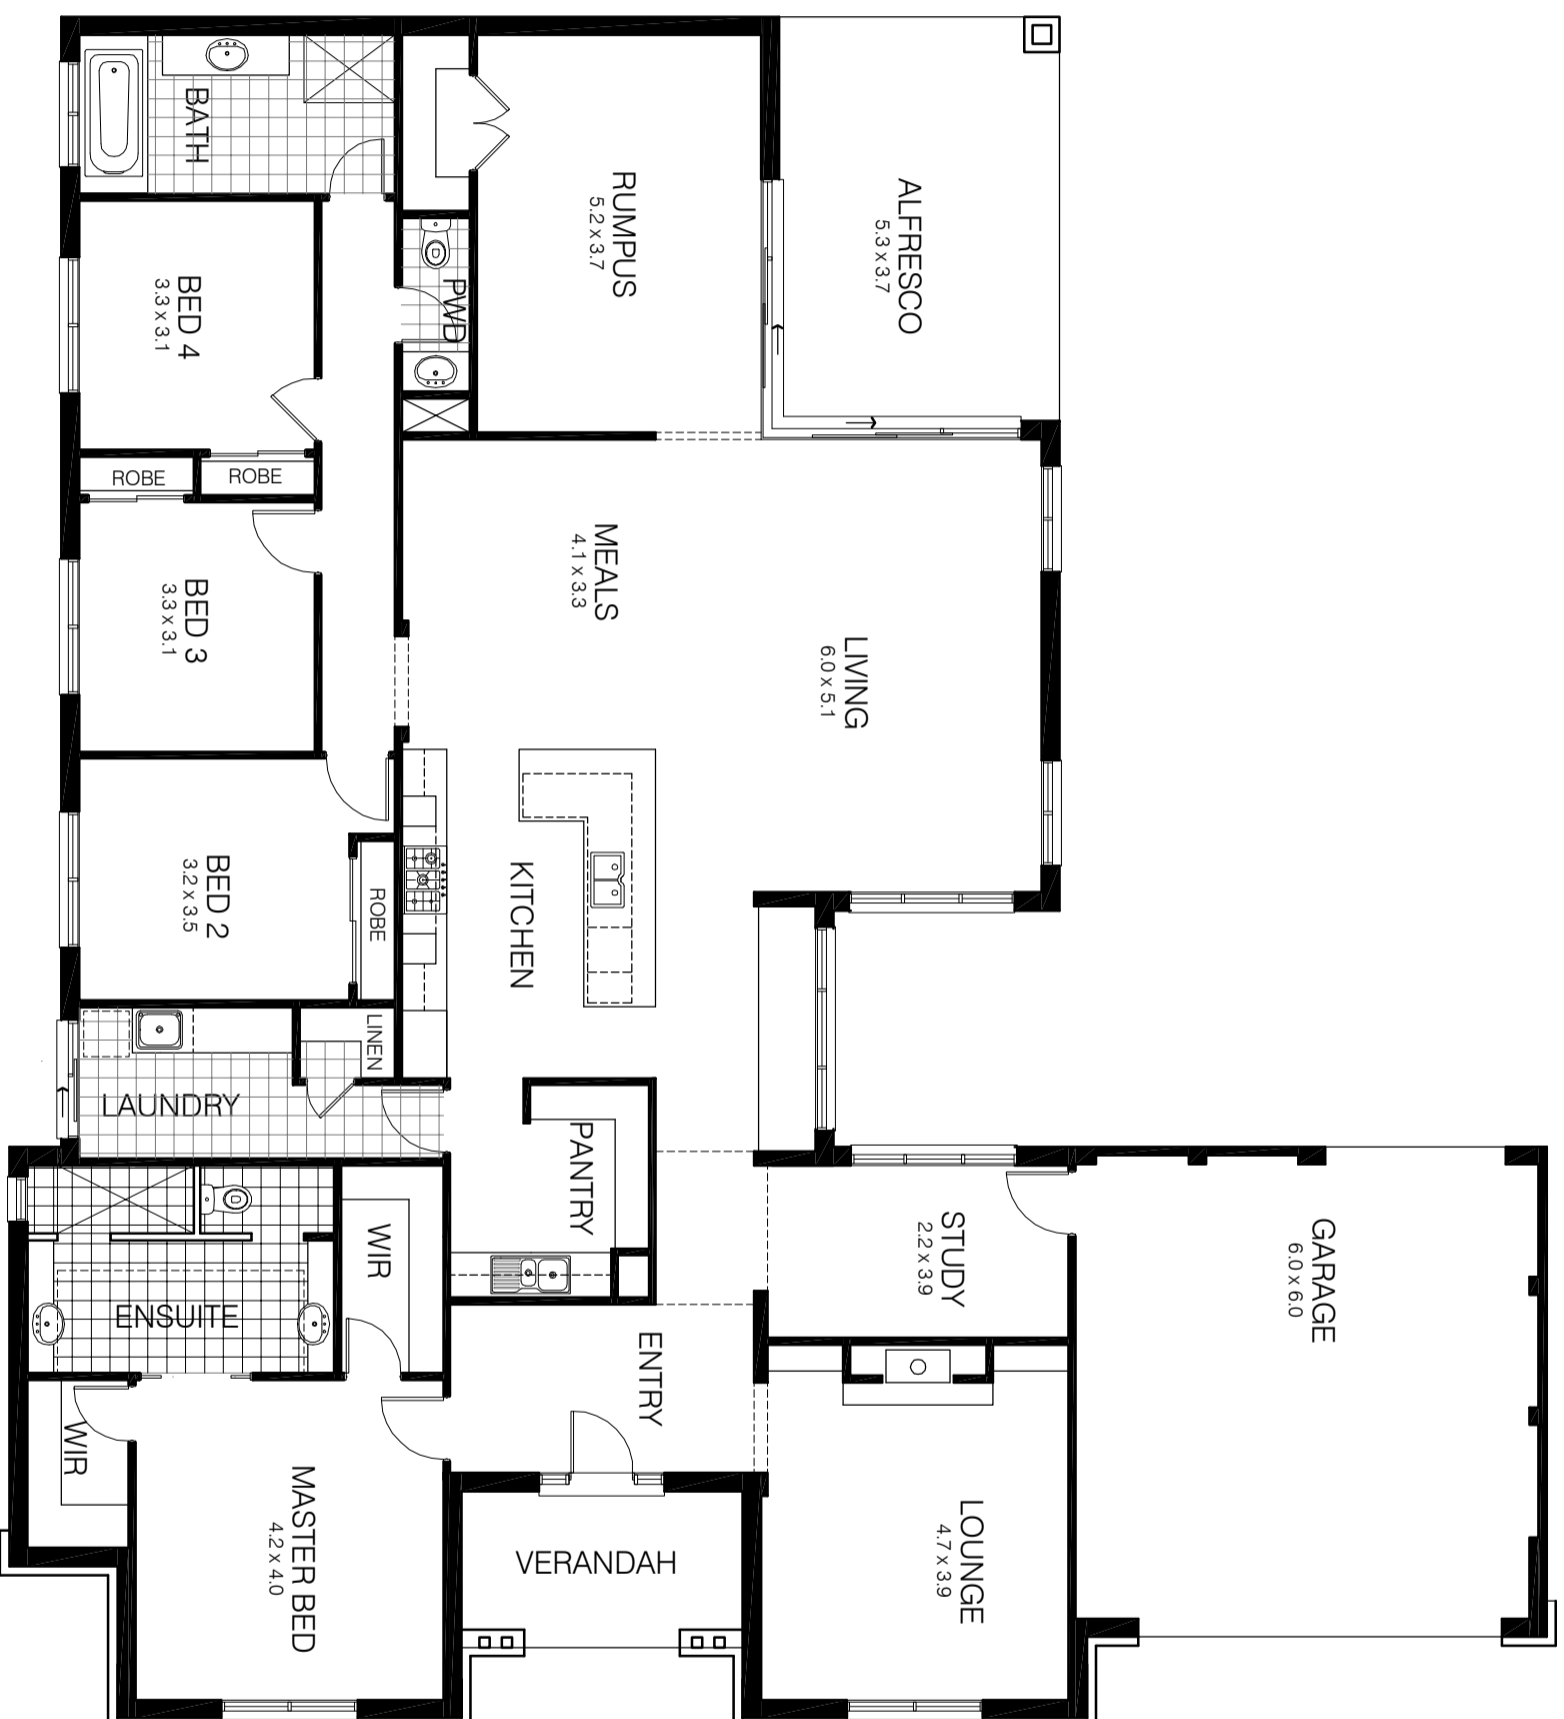 BATH
RUMPUS
5.2 x 3.7
ALFRESCO
5.3 x 3.7
PWD
BED 4
3.3 x 3.1
ROBE
ROBE
MEALS
4.1 x 3.3
BED 3
3.3 x 3.1
LIVING
6.0 x 5.1
BED 2
3.2 x 3.5
ROBE
KITCHEN
LINEN
LAUNDRY
PANTRY
WIR
STUDY
2.2 x 3.9
GARAGE
6.0 x 6.0
ENSUITE
ENTRY
WIR
MASTER BED
4.2 x 4.0
VERANDAH
LOUNGE
4.7 x 3.9